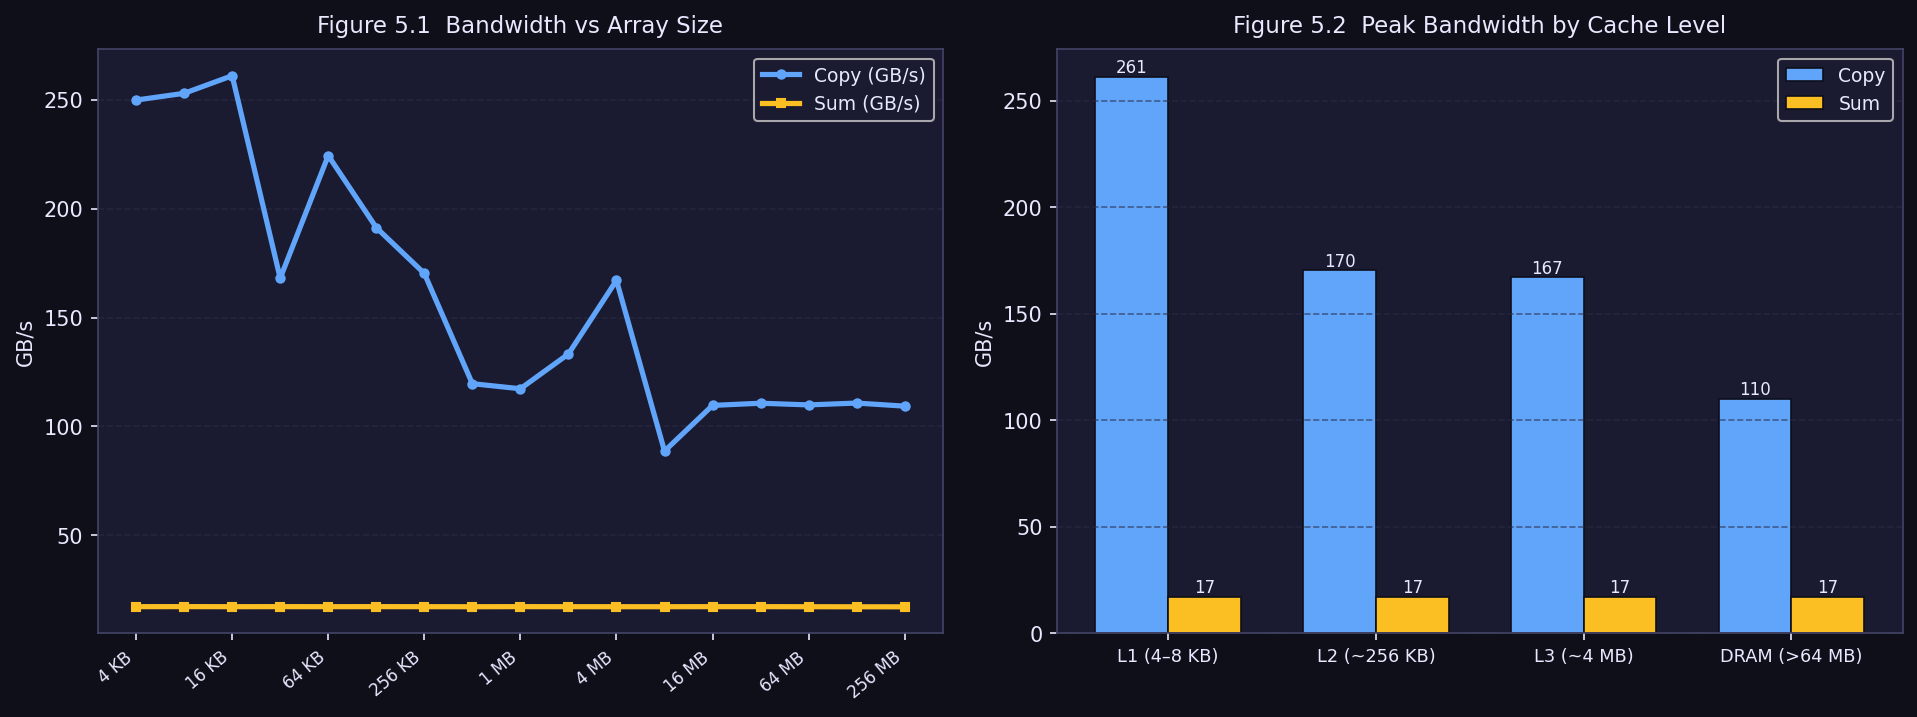 Figure 5.1  Bandwidth vs Array Size
Copy (GB/s)
Sum (GB/s)
GB/s
250
200
150
100
50
4 KB
16 KB
64 KB
256 KB
1 MB
4 MB
16 MB
64 MB
256 MB
Figure 5.2  Peak Bandwidth by Cache Level
Copy
Sum
GB/s
250
200
150
100
50
0
261
17
170
17
167
17
110
17
L1 (4–8 KB)
L2 (~256 KB)
L3 (~4 MB)
DRAM (>64 MB)